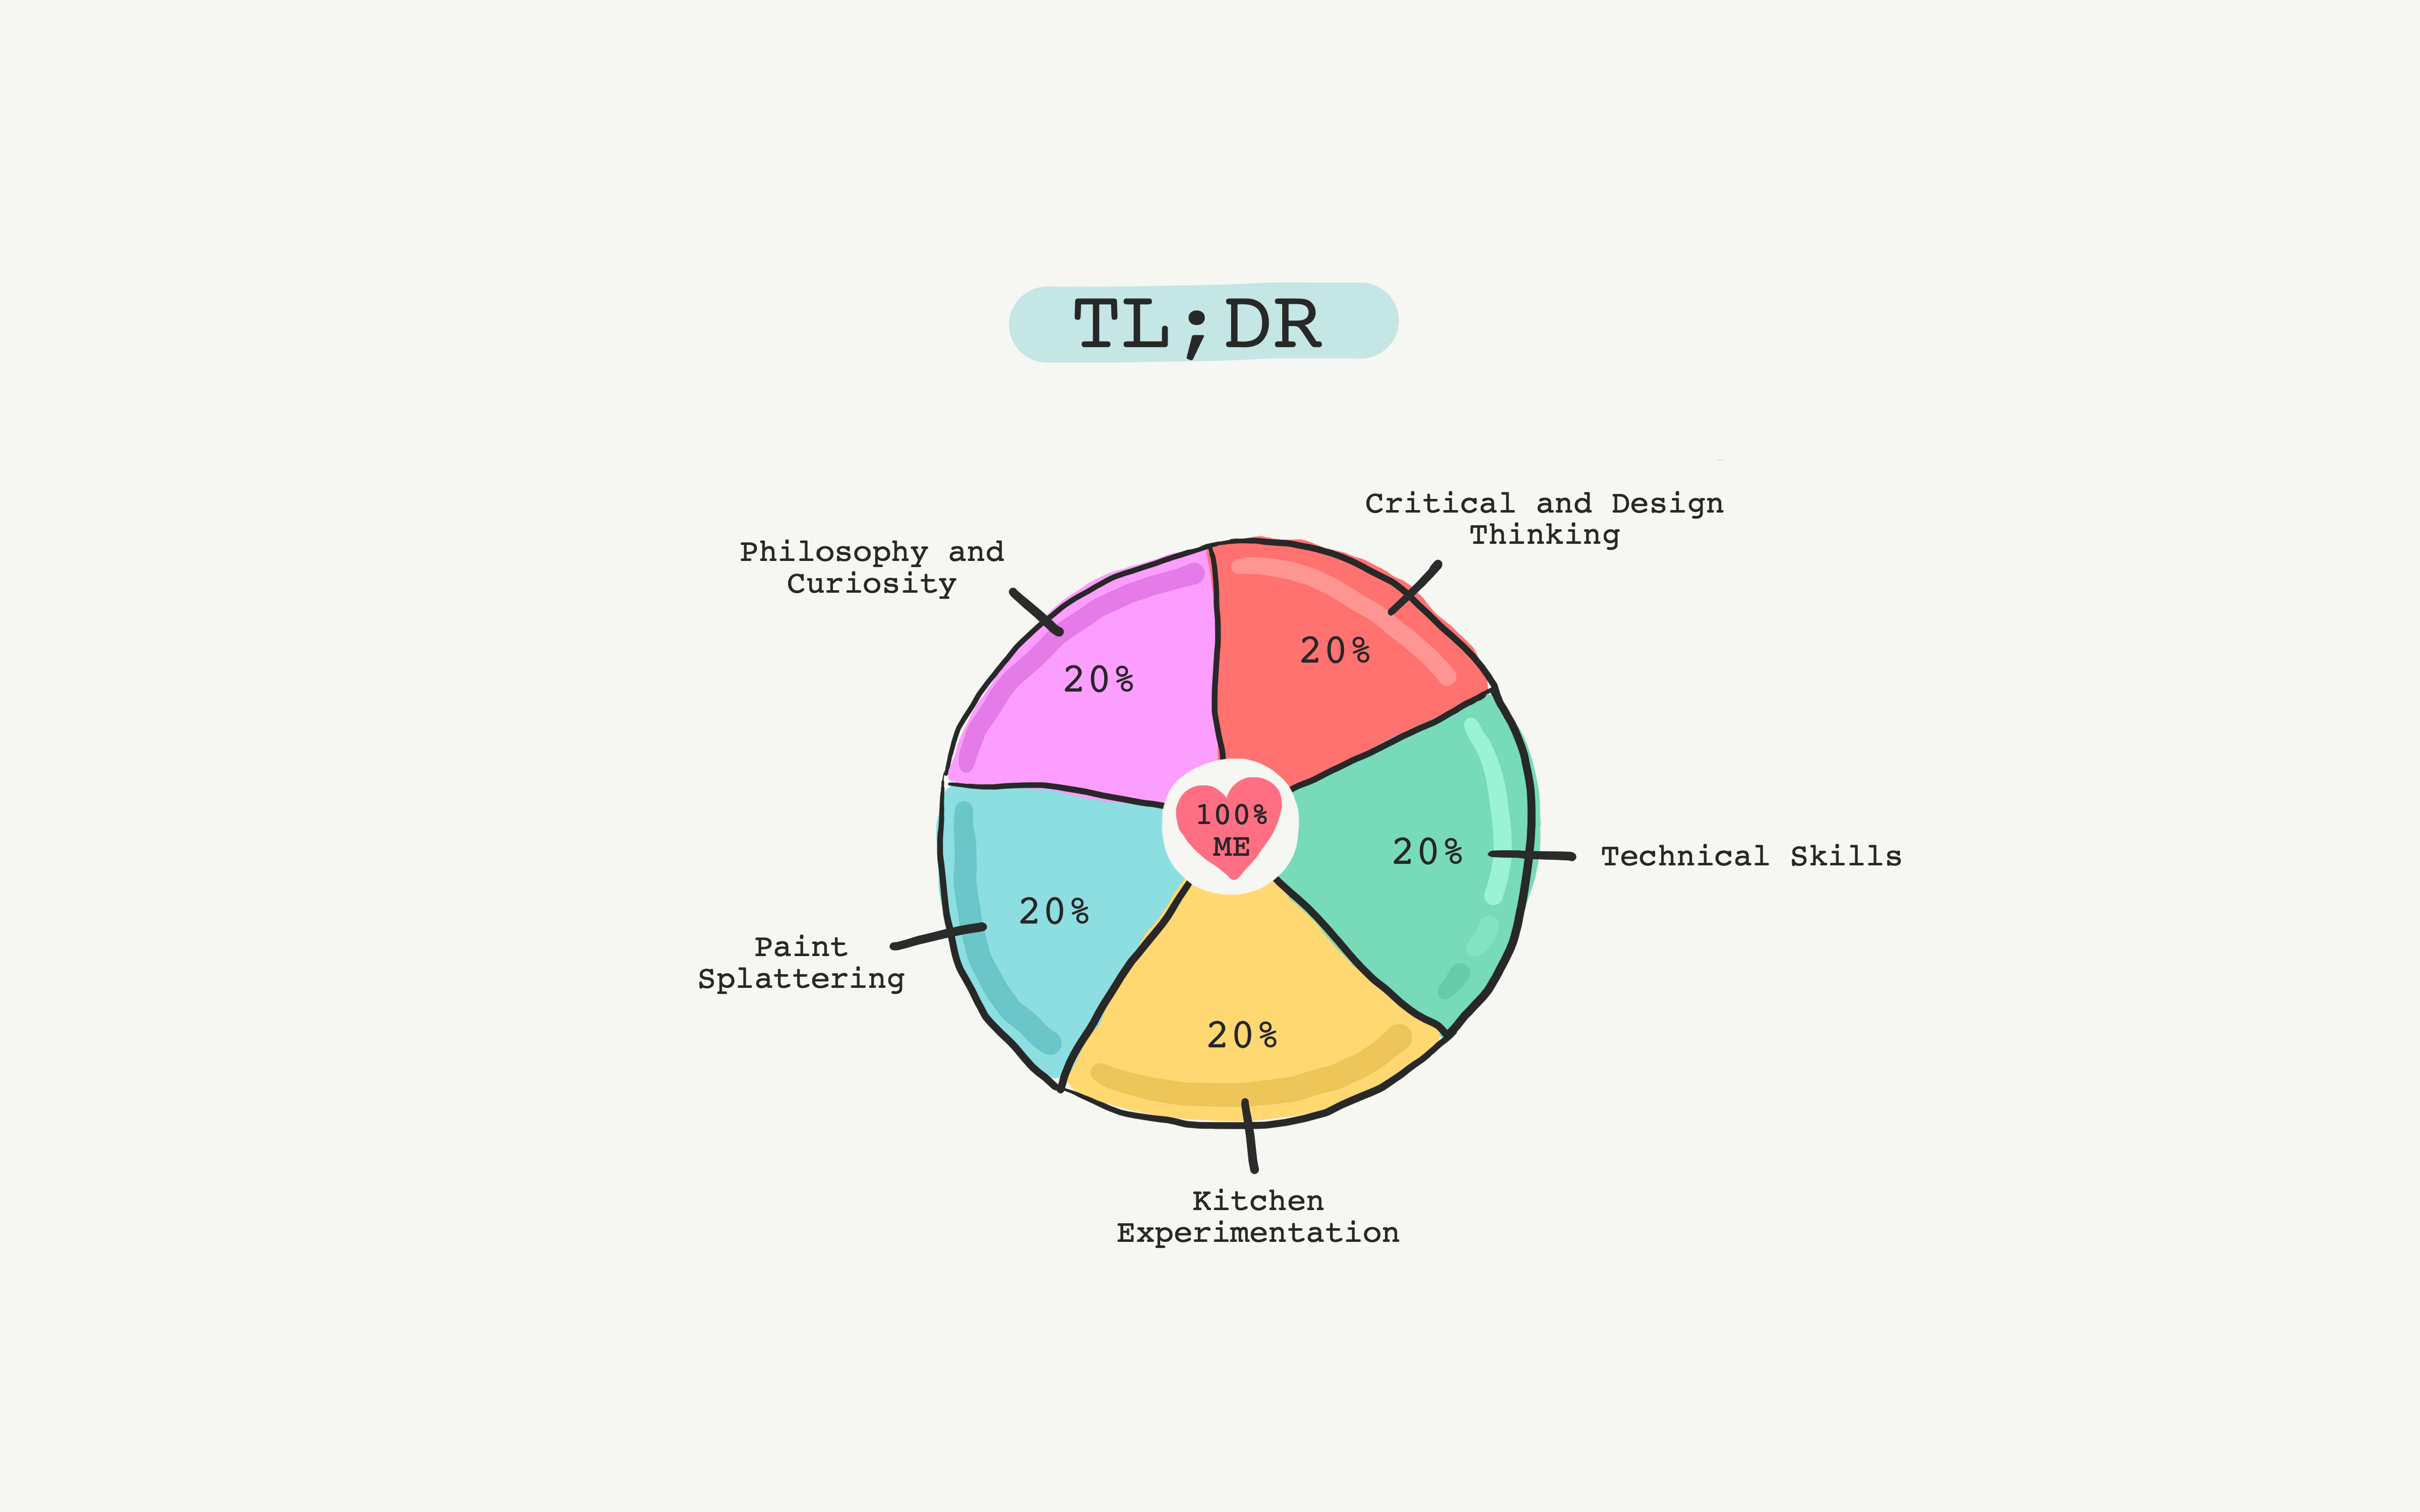 TL;DR
Critical and Design
Thinking
Philosophy and
Curiosity
20%
20%
100%
ME
20%
Technical Skills
20%
Paint
Splattering
20%
Kitchen
Experimentation